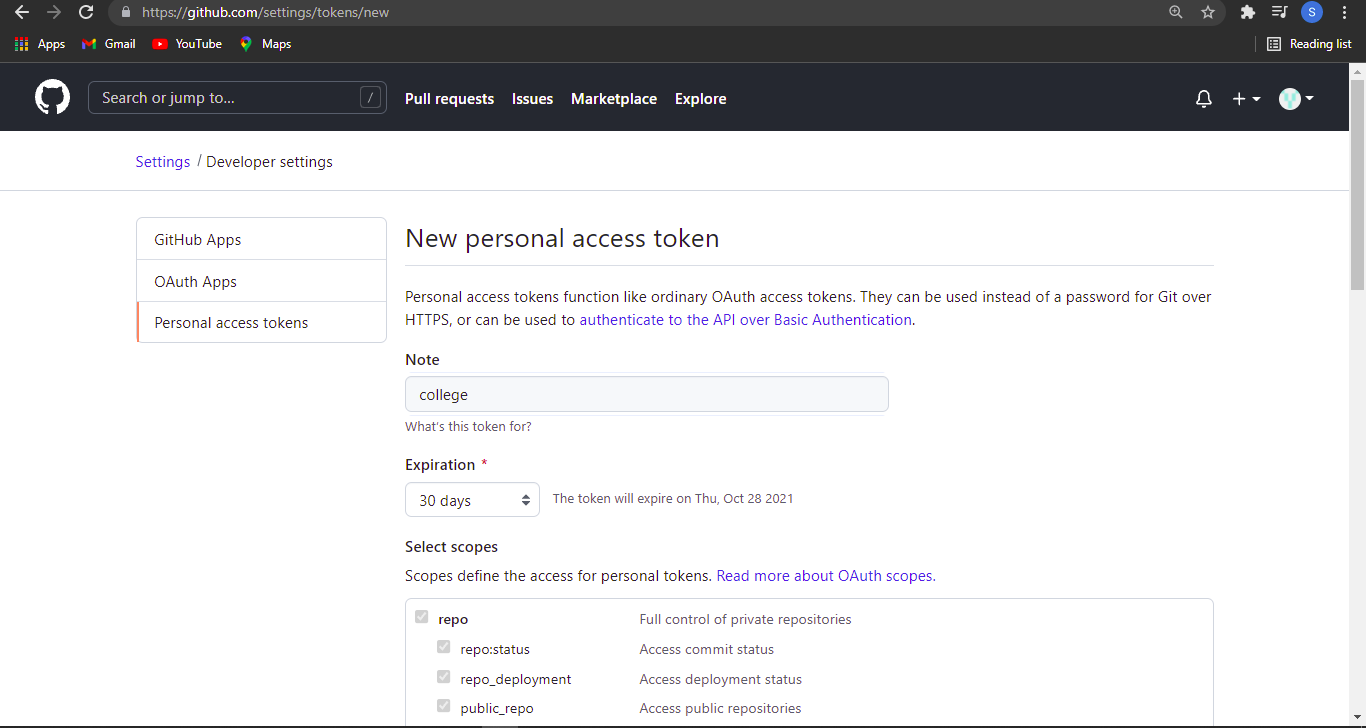 https://github.com/settings/tokens/new
S
Apps Gmail YouTube Maps Reading list
Search or jump to... / Pull requests Issues Marketplace Explore
Settings / Developer settings
GitHub Apps
OAuth Apps
Personal access tokens
New personal access token
Personal access tokens function like ordinary OAuth access tokens. They can be used instead of a password for Git over
HTTPS, or can be used to authenticate to the API over Basic Authentication.
Note
college
What's this token for?
Expiration *
30 days The token will expire on Thu, Oct 28 2021
Select scopes
Scopes define the access for personal tokens. Read more about OAuth scopes.
repo Full control of private repositories
repo:status Access commit status
repo_deployment Access deployment status
public_repo Access public repositories